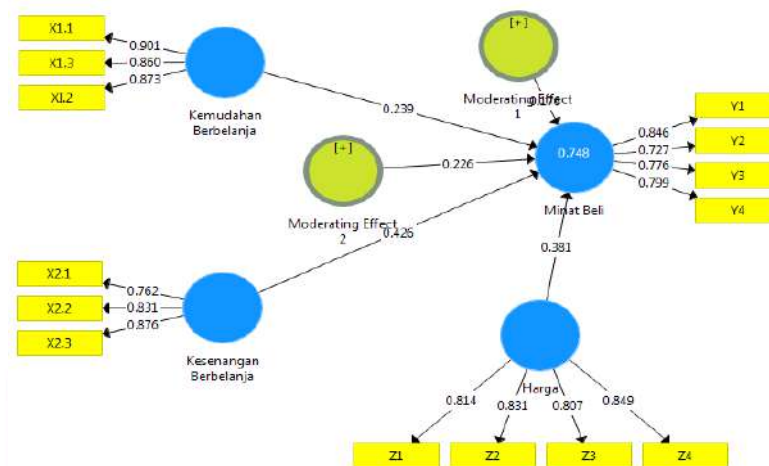 X1.1
X1.3
X1.2
0.901
0.860
0.873
Kemudahan
Berbelanja
[+]
Moderating Effect
1
0.239
[+]
Moderating Effect
2
0.226
0.426
0.748
Minat Beli
0.846
0.727
0.776
0.799
Y1
Y2
Y3
Y4
0.381
X2.1
X2.2
X2.3
0.762
0.831
0.876
Kesenangan
Berbelanja
Harga
0.814
0.831
0.807
0.849
Z1
Z2
Z3
Z4